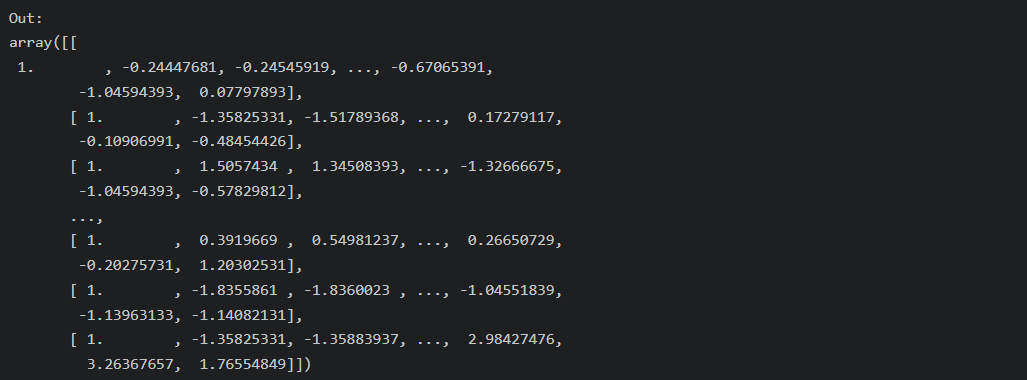 Out:
array([[
 1.        , -0.24447681, -0.24545919, ..., -0.67065391,
        -1.04594393,  0.07797893],
       [ 1.        , -1.35825331, -1.51789368, ...,  0.17279117,
        -0.10906991, -0.48454426],
       [ 1.        ,  1.5057434 ,  1.34508393, ..., -1.32666675,
        -1.04594393, -0.57829812],
       ...,
       [ 1.        ,  0.3919669 ,  0.54981237, ...,  0.26650729,
        -0.20275731,  1.20302531],
       [ 1.        , -1.8355861 , -1.8360023 , ..., -1.04551839,
        -1.13963133, -1.14082131],
       [ 1.        , -1.35825331, -1.35883937, ...,  2.98427476,
         3.26367657,  1.76554849]])